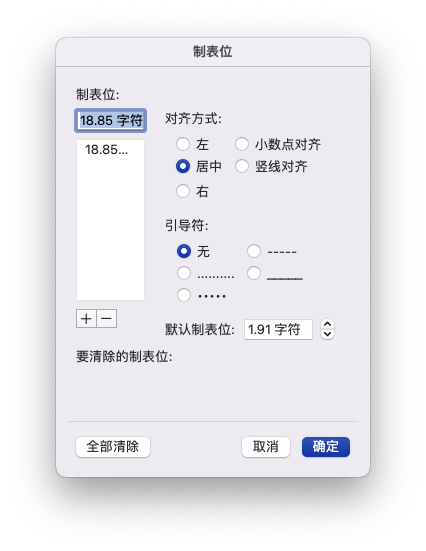 制表位
制表位:
18.85 字符
18.85...
对齐方式:
左
小数点对齐
居中
竖线对齐
右
引导符:
无
-----
..........
_____
•••••
+ −
默认制表位:
1.91 字符
要清除的制表位:
全部清除
取消
确定